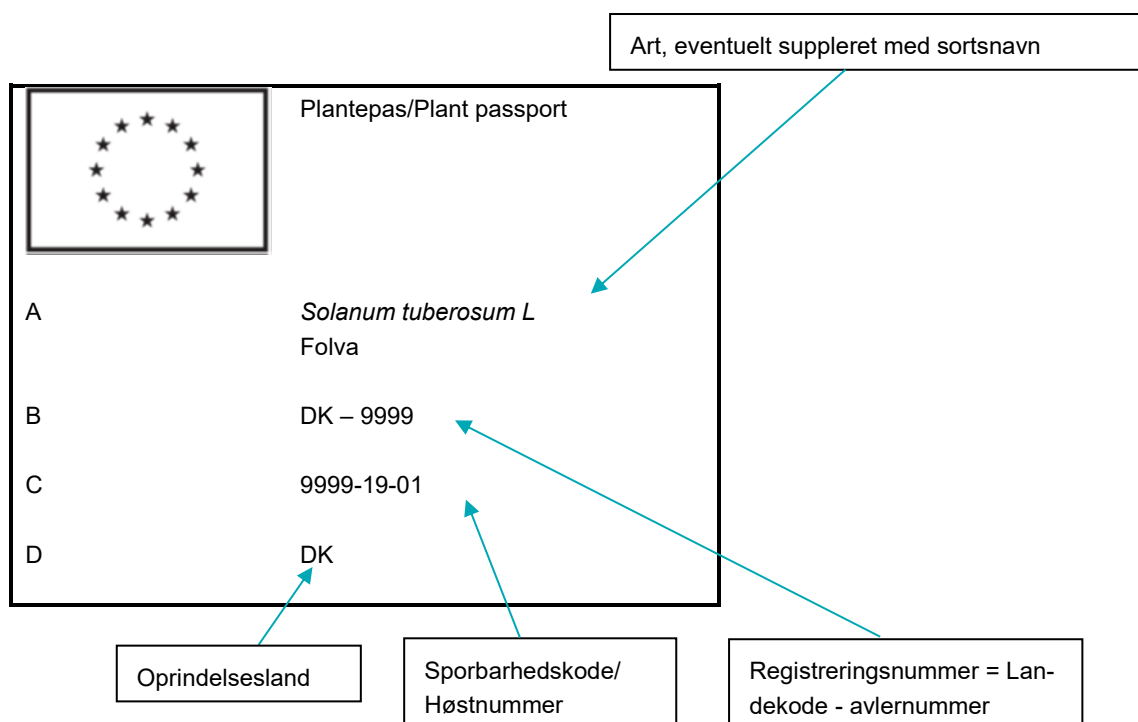 Art, eventuelt suppleret med sortsnavn
Plantepas/Plant passport
A Solanum tuberosum L
Folva
B DK – 9999
C 9999-19-01
D DK
Oprindelsesland
Sporbarhedskode/
Høstnummer
Registreringsnummer = Lan-
dekode - avlernummer